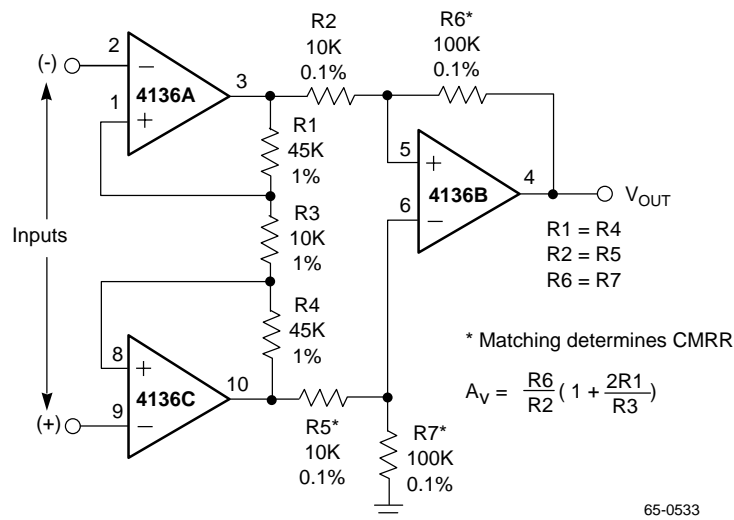 R2
10K
0.1%
R6*
100K
0.1%
(-)
2
−
1
+
4136A
3
R1
45K
1%
5
+
6
−
4136B
4
VOUT
R1 = R4
R2 = R5
R6 = R7
Inputs
R3
10K
1%
R4
45K
1%
8
+
9
−
4136C
10
(+)
R5*
10K
0.1%
R7*
100K
0.1%
* Matching determines CMRR
AV = R6/R2 ( 1 + 2R1/R3 )
65-0533